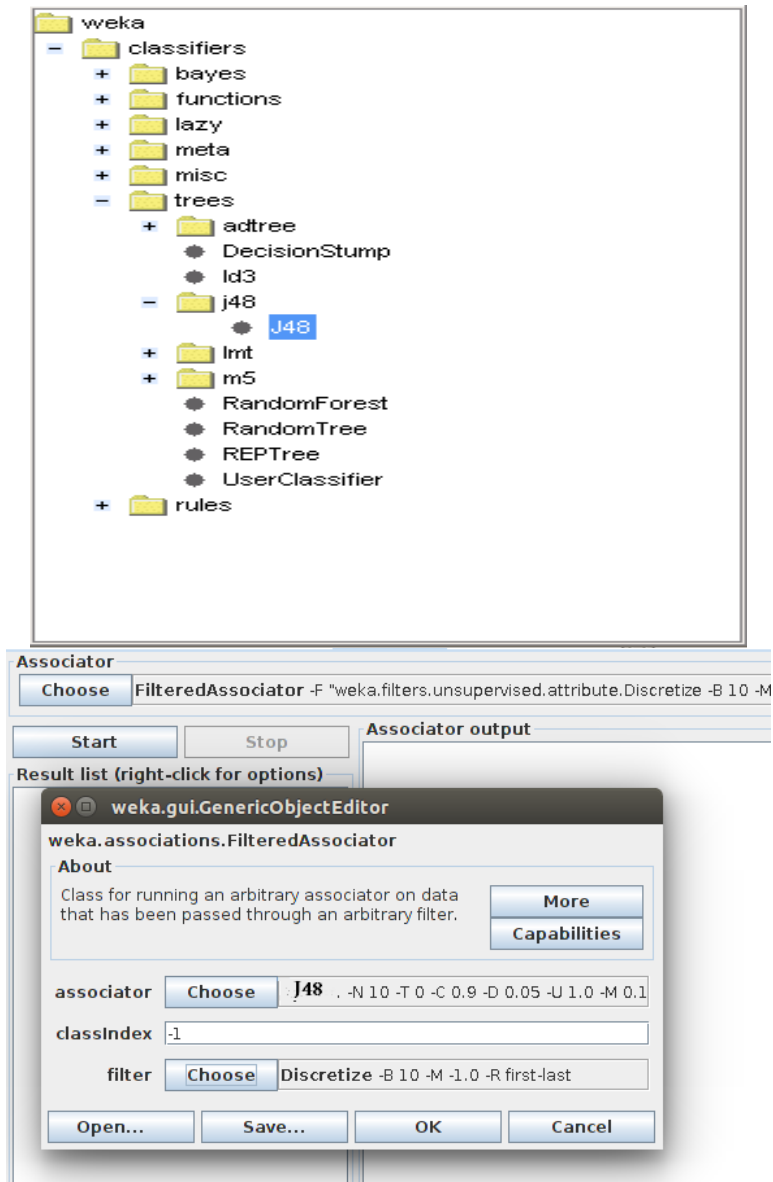 weka
classifiers
bayes
functions
lazy
meta
misc
trees
adtree
DecisionStump
Id3
j48
J48
lmt
m5
RandomForest
RandomTree
REPTree
UserClassifier
rules
Associator
Choose FilteredAssociator -F "weka.filters.unsupervised.attribute.Discretize -B 10 -M
Start Stop
Associator output
Result list (right-click for options)
weka.gui.GenericObjectEditor
weka.associations.FilteredAssociator
About
Class for running an arbitrary associator on data
that has been passed through an arbitrary filter.
More
Capabilities
associator Choose J48 . -N 10 -T 0 -C 0.9 -D 0.05 -U 1.0 -M 0.1
classIndex -1
filter Choose Discretize -B 10 -M -1.0 -R first-last
Open... Save... OK Cancel